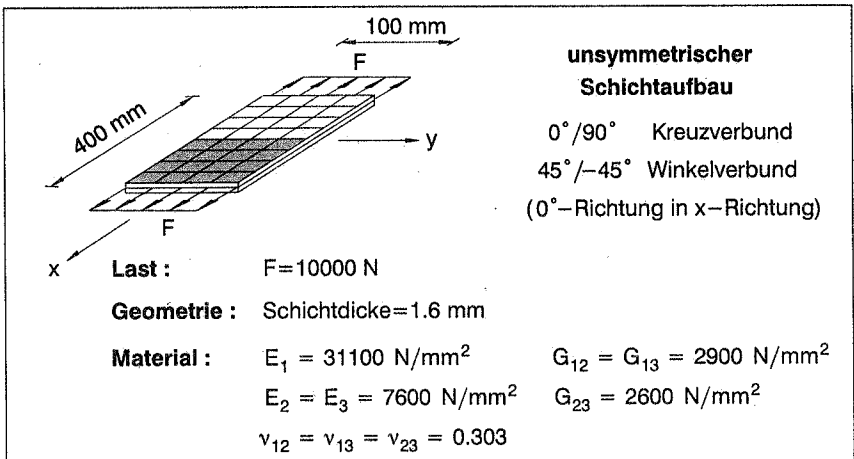 100 mm
F
400 mm
y
F
x
unsymmetrischer
Schichtaufbau
0°/90° Kreuzverbund
45°/−45° Winkelverbund
(0°−Richtung in x−Richtung)
Last : F=10000 N
Geometrie : Schichtdicke=1.6 mm
Material : E₁ = 31100 N/mm² G₁₂ = G₁₃ = 2900 N/mm²
E₂ = E₃ = 7600 N/mm² G₂₃ = 2600 N/mm²
ν₁₂ = ν₁₃ = ν₂₃ = 0.303